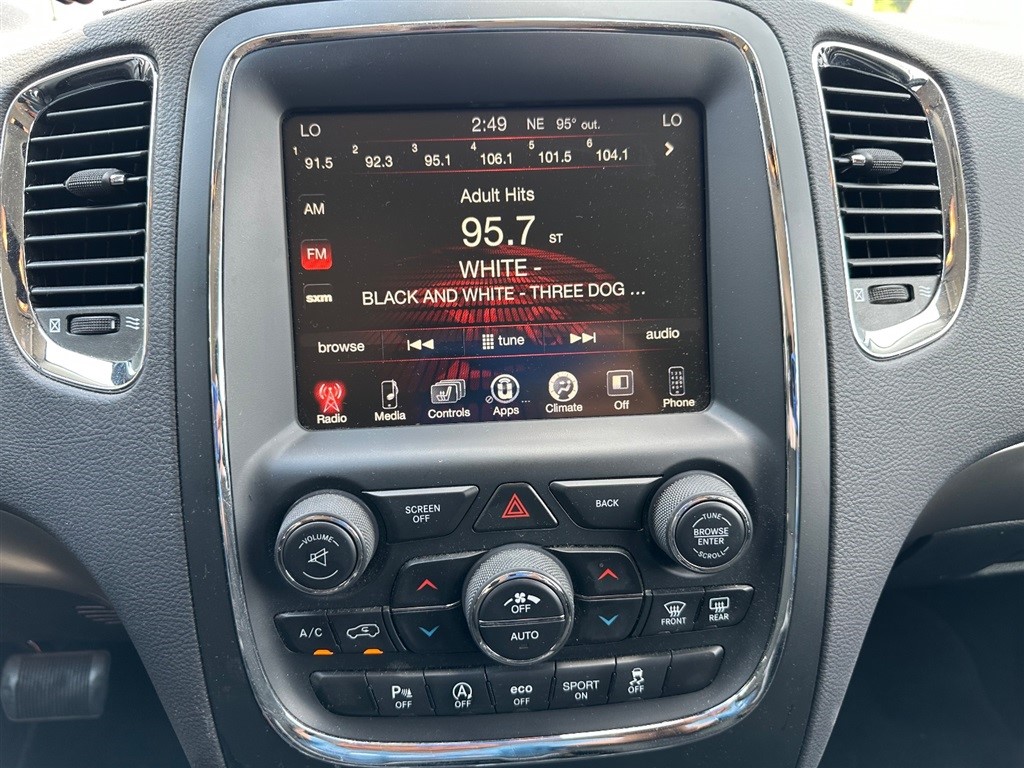 LO 2:49 NE 95° out. LO
1 91.5 2 92.3 3 95.1 4 106.1 5 101.5 6 104.1 >
AM
Adult Hits
FM
95.7 ST
sxm
WHITE -
BLACK AND WHITE - THREE DOG ...
browse tune audio
Radio Media Controls Apps ... Climate Off Phone
SCREEN
OFF
BACK
VOLUME
TUNE
BROWSE
ENTER
SCROLL
OFF
AUTO
A/C
FRONT
REAR
P OFF
A OFF
eco
OFF
SPORT
ON
OFF